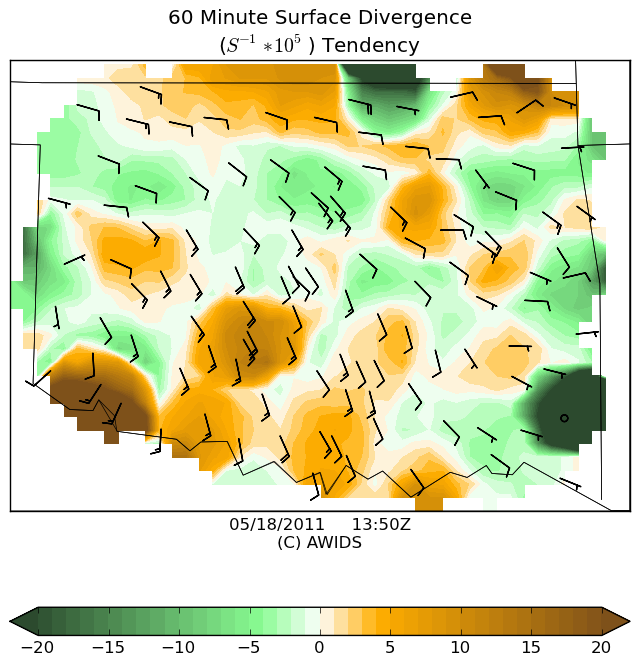 60 Minute Surface Divergence
(S⁻¹ *10⁵ ) Tendency
05/18/2011 13:50Z
(C) AWIDS
−20 −15 −10 −5 0 5 10 15 20